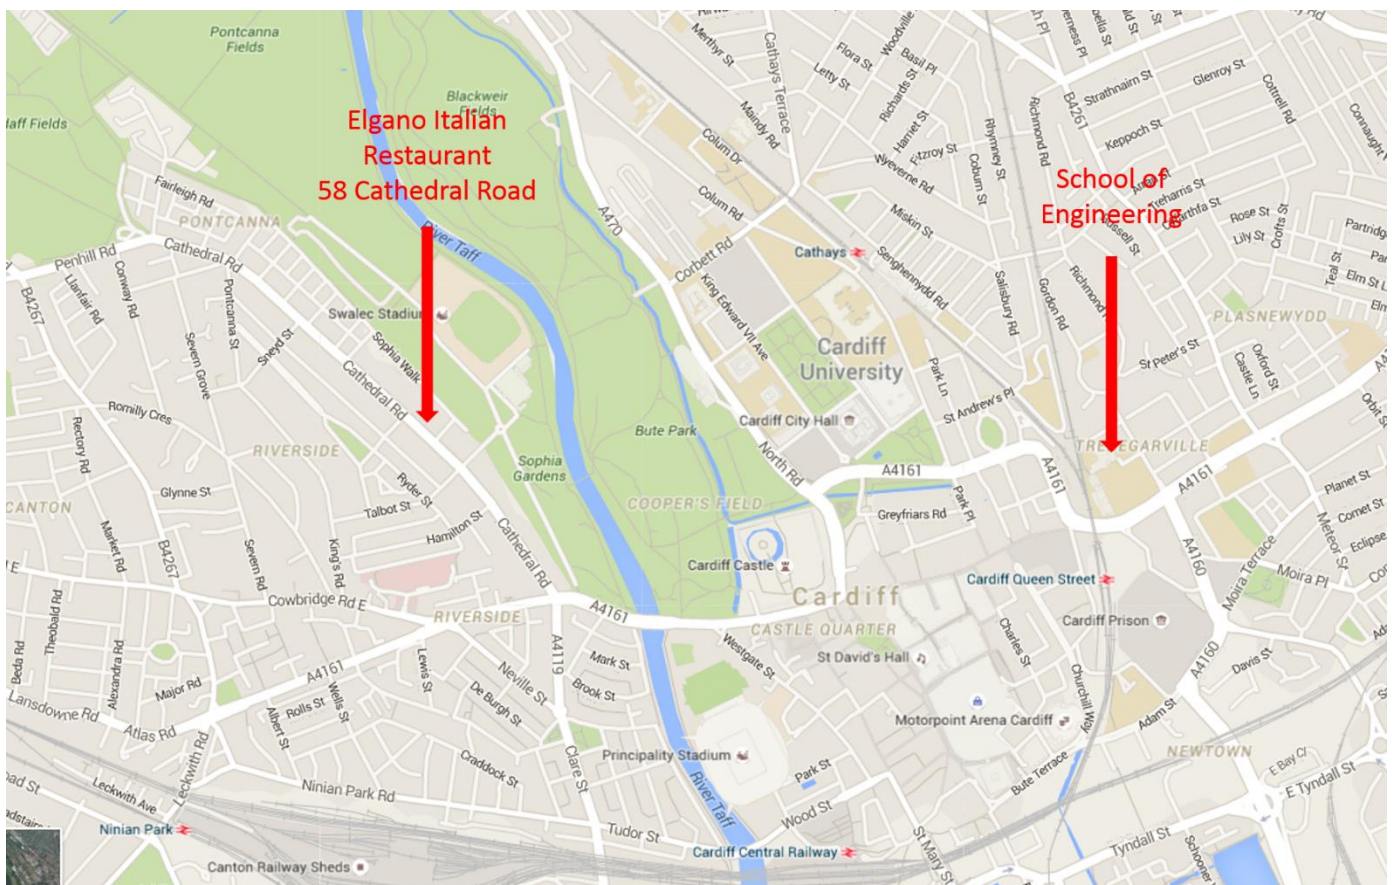 Pontcanna
Fields
Blackweir
Fields
Elgano Italian
Restaurant
58 Cathedral Road
School of
Engineering
Merthyr St
Cathays Terrace
Flora St
Letty St
Woodville
Basil Pl
Richards St
Harriet St
Fitzroy St
Wyeverne Rd
Coburn St
Rhymney St
Richmond Rd
B4261
Strathnairn St
Glenroy St
Cottrell Rd
Keppoch St
Treharris St
Rose St
Lily St
Crofts St
Teal St
PLASNEWYDD
Maindy Rd
Colum Dr
Colum Rd
Corbett Rd
A470
Miskin St
Cathays
Senghennydd Rd
Salisbury Rd
Gordon Rd
Richmond
King Edward VII Ave
Cardiff
University
Park Ln
St Andrew's Pl
St Peter's St
Castle Ln
Oxford St
Fairleigh Rd
PONTCANNA
Penhill Rd
Cathedral Rd
River Taff
B4267
Llanfair Rd
Conway Rd
Pontcanna St
Severn Grove
Sneyd St
Swalec Stadium
Sophia Walk
Cathedral Rd
Romilly Cres
Rectory Rd
RIVERSIDE
Sophia
Gardens
Bute Park
Cardiff City Hall
North Rd
A4161
A4161
A4161
CANTON
Glynne St
Ryder St
Talbot St
Hamilton St
Cathedral Rd
COOPER'S FIELD
Greyfriars Rd
Park Pl
Planet St
Comet St
Meteor St
Eclipse
Market Rd
B4267
Severn Rd
King's Rd
Cardiff Castle
Cardiff Queen Street
A4160
Moira Terrace
Moira Pl
Cowbridge Rd E
RIVERSIDE
A4161
Cardiff
CASTLE QUARTER
Cardiff Prison
Beda Rd
Theobald Rd
Alexandra Rd
Major Rd
A4161
Lewis St
Neville St
De Burgh St
A4119
Mark St
Brook St
Westgate St
St David's Hall
Charles St
Churchill Way
A4160
Davis St
Lansdowne Rd
Atlas Rd
Albert St
Rolls St
Wells St
Motorpoint Arena Cardiff
Adam St
NEWTOWN
Leckwith Rd
Craddock St
Clare St
Principality Stadium
Park St
Bute Terrace
E Bay Cl
E Tyndall St
Leckwith Ave
Ninian Park Rd
River Taff
Wood St
Ninian Park
Tudor St
Cardiff Central Railway
St Mary St
Tyndall St
Schooner
Canton Railway Sheds